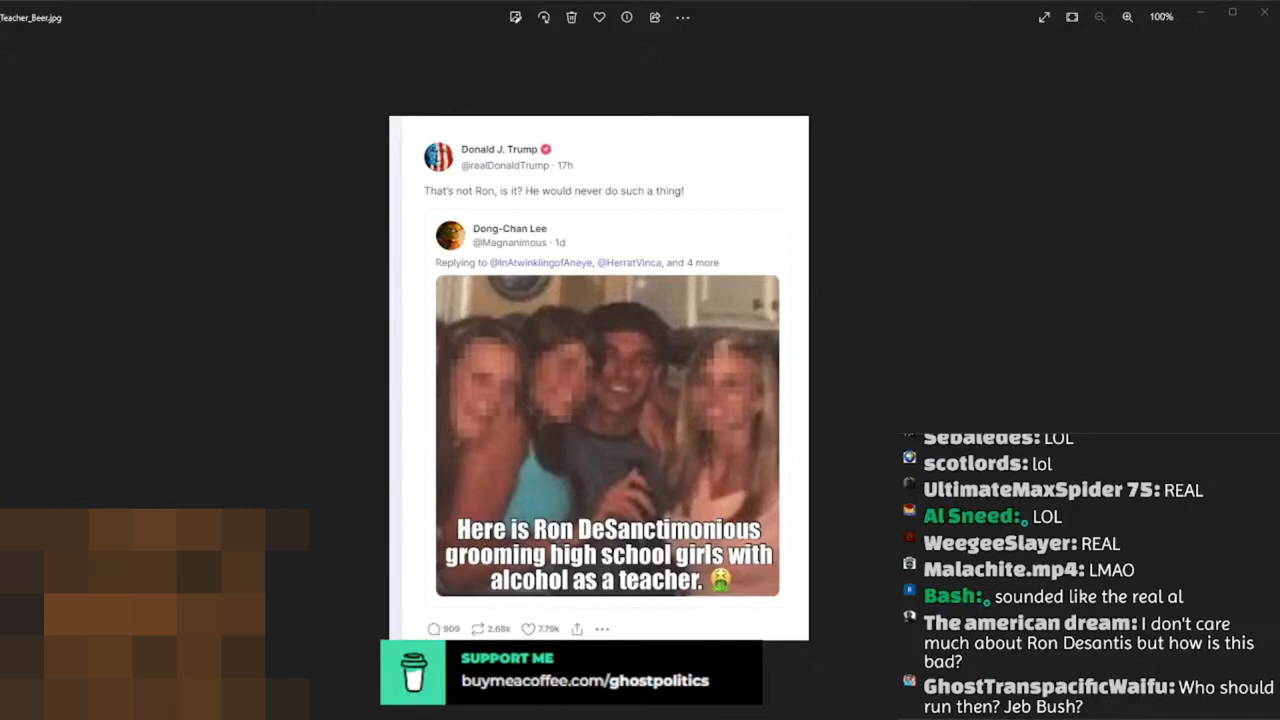 Teacher_Beer.jpg
100%
Donald J. Trump
@realDonaldTrump · 17h
That's not Ron, is it? He would never do such a thing!
Dong-Chan Lee
@Magnanimous · 1d
Replying to @InAtwinklingofAneye, @HerratVinca, and 4 more
Here is Ron DeSanctimonious
grooming high school girls with
alcohol as a teacher. 🤮
909 2.68k 7.79k
SUPPORT ME
buymeacoffee.com/ghostpolitics
Sebaledes: LOL
scotlords: lol
UltimateMaxSpider 75: REAL
Al Sneed: LOL
WeegeeSlayer: REAL
Malachite.mp4: LMAO
Bash: sounded like the real al
The american dream: I don't care
much about Ron Desantis but how is this
bad?
GhostTranspacificWaifu: Who should
run then? Jeb Bush?